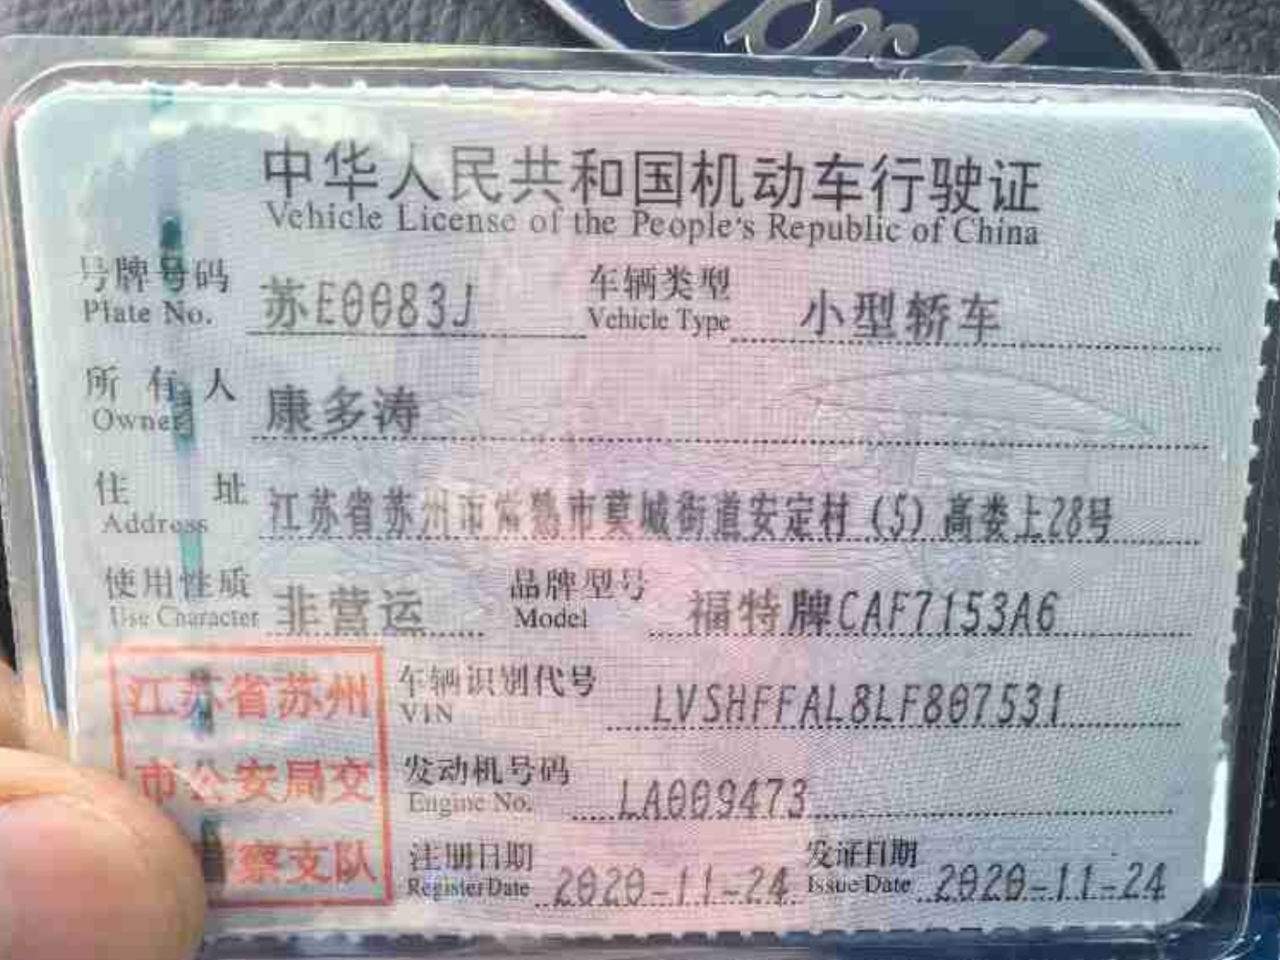 Ford
中华人民共和国机动车行驶证
Vehicle License of the People's Republic of China
号牌号码 苏E0083J 车辆类型 小型轿车
Plate No. Vehicle Type
所有人 康多涛
Owner
住址 江苏省苏州市常熟市莫城街道安定村(5)高娄上28号
Address
使用性质 非营运 品牌型号 福特牌CAF7153A6
Use Character Model
江苏省苏州
市公安局交
警察支队
车辆识别代号 LVSHFFAL8LF807531
VIN
发动机号码 LA009473
Engine No.
注册日期 2020-11-24 发证日期 2020-11-24
Register Date Issue Date